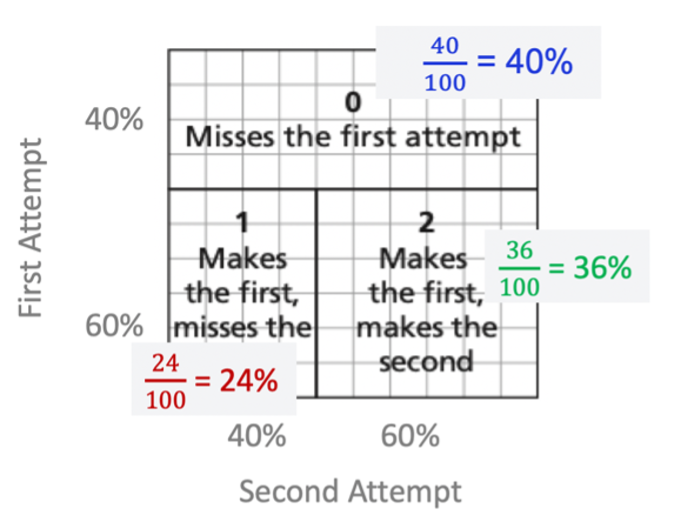 40/100 = 40%
0
Misses the first attempt
40%
First Attempt
1
Makes
the first,
misses the
2
Makes
the first,
makes the
second
36/100 = 36%
60%
24/100 = 24%
40% 60%
Second Attempt